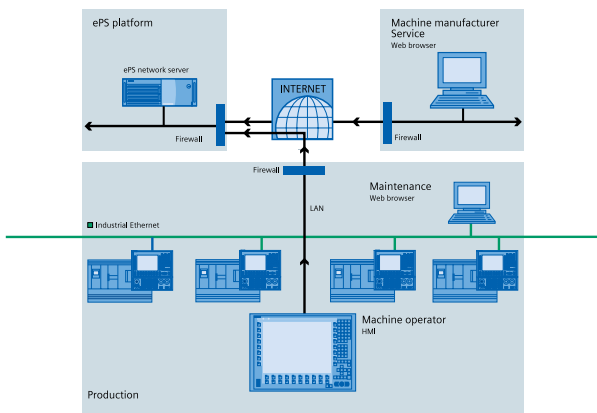 ePS platform
ePS network server
Firewall
INTERNET
Machine manufacturer
Service
Web browser
Firewall
Firewall
LAN
Maintenance
Web browser
Industrial Ethernet
Machine operator
HMI
Production